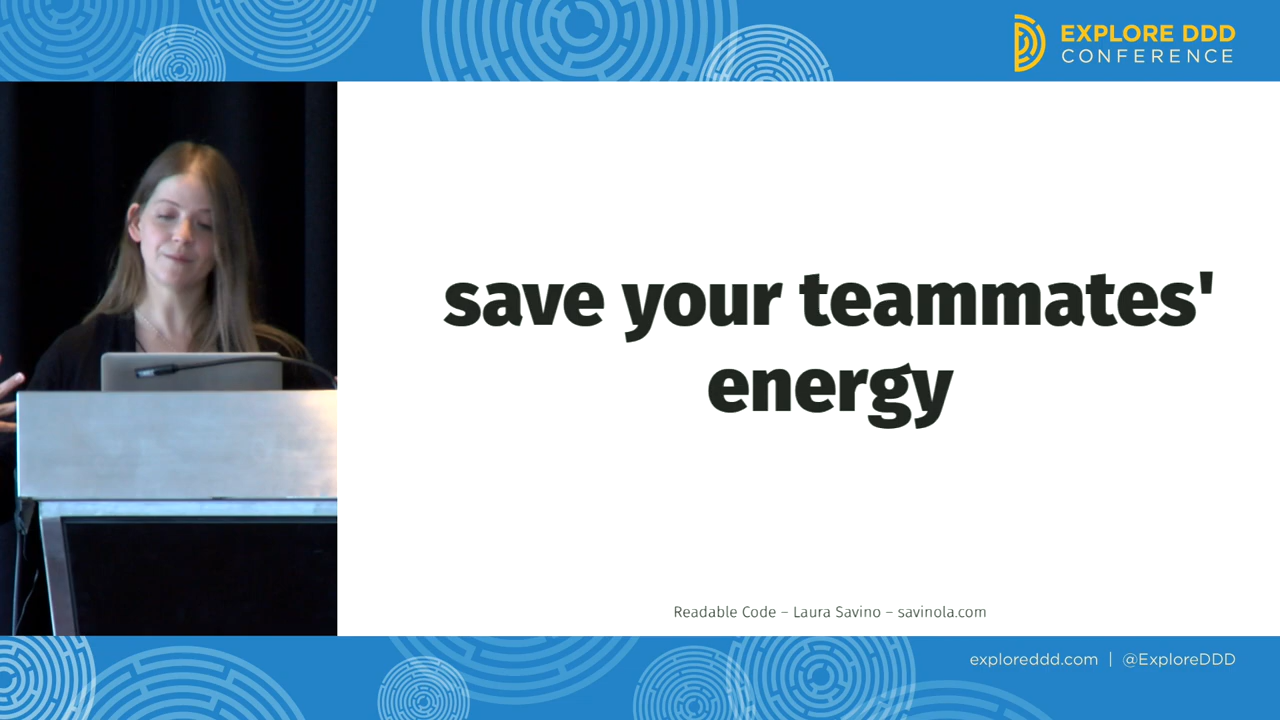 EXPLORE DDD
CONFERENCE
save your teammates'
energy
Readable Code – Laura Savino – savinola.com
exploreddd.com | @ExploreDDD